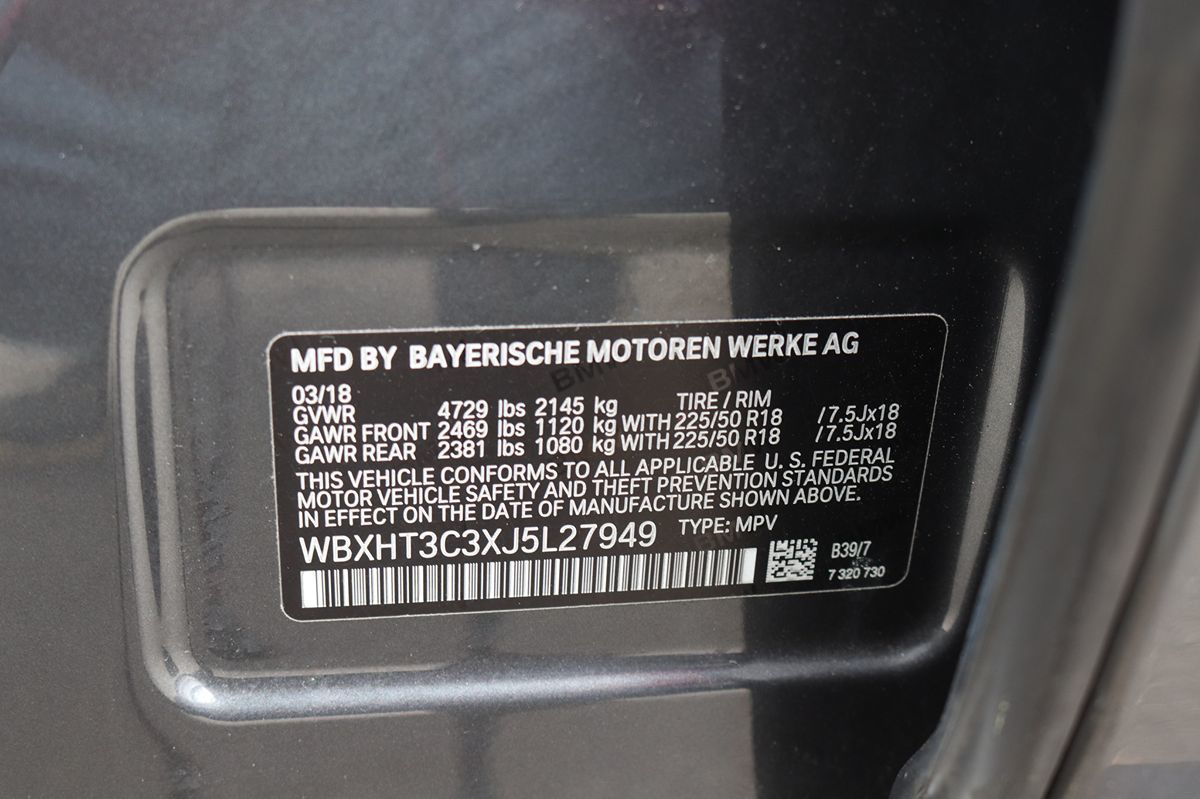 MFD BY BAYERISCHE MOTOREN WERKE AG
03/18 TIRE / RIM
GVWR 4729 lbs 2145 kg
GAWR FRONT 2469 lbs 1120 kg WITH 225/50 R18 /7.5Jx18
GAWR REAR 2381 lbs 1080 kg WITH 225/50 R18 /7.5Jx18
THIS VEHICLE CONFORMS TO ALL APPLICABLE U. S. FEDERAL
MOTOR VEHICLE SAFETY AND THEFT PREVENTION STANDARDS
IN EFFECT ON THE DATE OF MANUFACTURE SHOWN ABOVE.
WBXHT3C3XJ5L27949 TYPE: MPV
B39/7
7 320 730